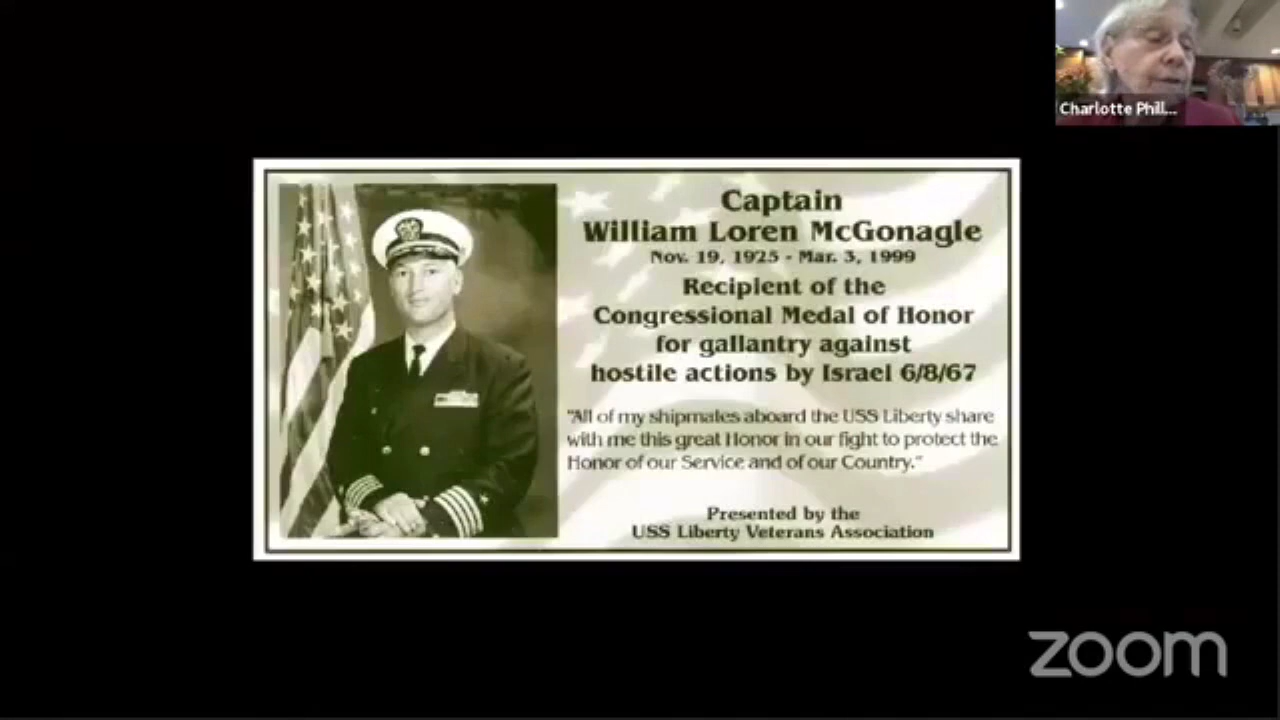 Charlotte Phill...
Captain
William Loren McGonagle
Nov. 19, 1925 - Mar. 3, 1999
Recipient of the
Congressional Medal of Honor
for gallantry against
hostile actions by Israel 6/8/67
"All of my shipmates aboard the USS Liberty share
with me this great Honor in our fight to protect the
Honor of our Service and of our Country."
Presented by the
USS Liberty Veterans Association
zoom